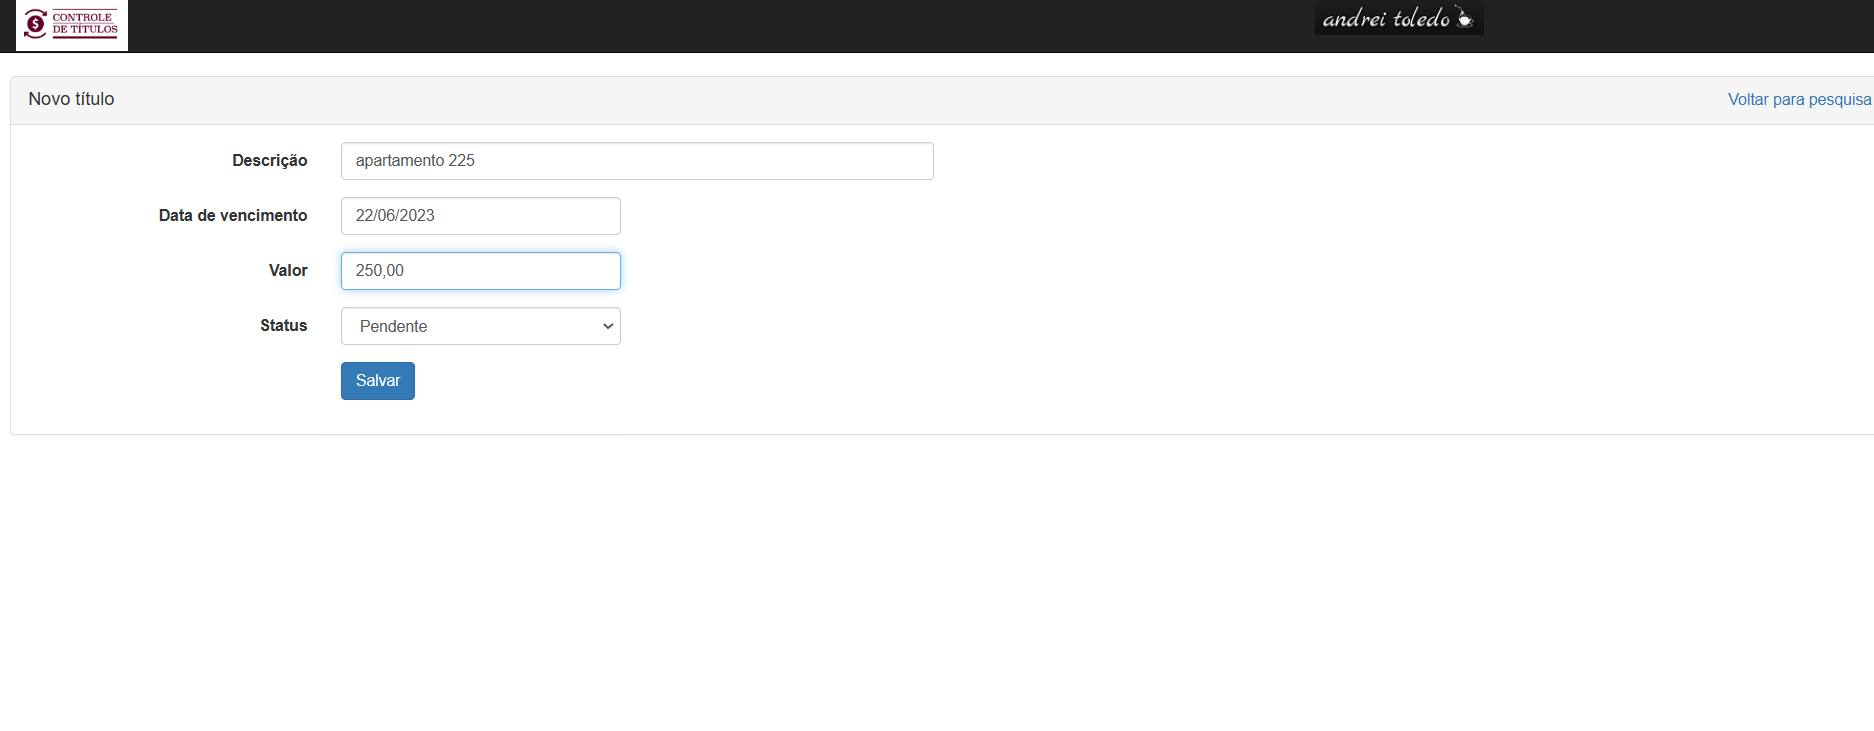 CONTROLE
DE TÍTULOS
andrei toledo
Novo título
Voltar para pesquisa
Descrição
apartamento 225
Data de vencimento
22/06/2023
Valor
250,00
Status
Pendente
Salvar